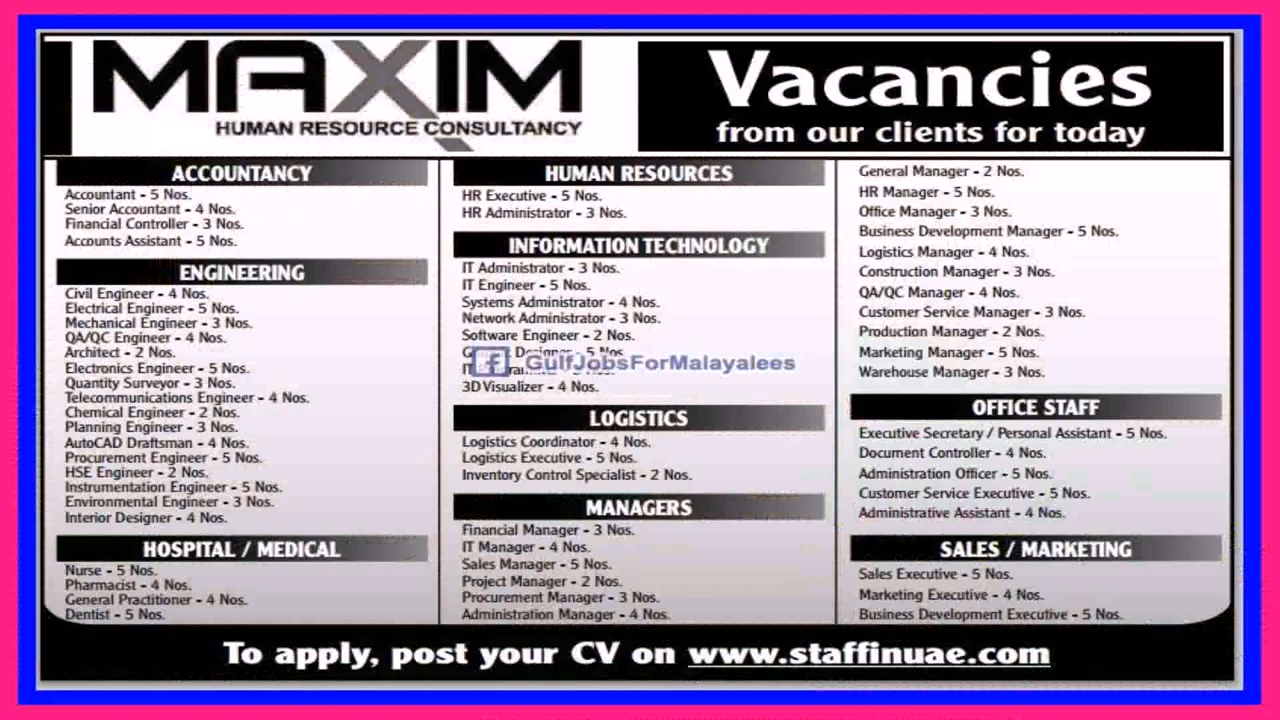 MAXIM
HUMAN RESOURCE CONSULTANCY
Vacancies
from our clients for today
ACCOUNTANCY
Accountant - 5 Nos.
Senior Accountant - 4 Nos.
Financial Controller - 3 Nos.
Accounts Assistant - 5 Nos.
ENGINEERING
Civil Engineer - 4 Nos.
Electrical Engineer - 5 Nos.
Mechanical Engineer - 3 Nos.
QA/QC Engineer - 4 Nos.
Architect - 2 Nos.
Electronics Engineer - 5 Nos.
Quantity Surveyor - 3 Nos.
Telecommunications Engineer - 4 Nos.
Chemical Engineer - 2 Nos.
Planning Engineer - 3 Nos.
AutoCAD Draftsman - 4 Nos.
Procurement Engineer - 5 Nos.
HSE Engineer - 2 Nos.
Instrumentation Engineer - 5 Nos.
Environmental Engineer - 3 Nos.
Interior Designer - 4 Nos.
HOSPITAL / MEDICAL
Nurse - 5 Nos.
Pharmacist - 4 Nos.
General Practitioner - 4 Nos.
Dentist - 5 Nos.
HUMAN RESOURCES
HR Executive - 5 Nos.
HR Administrator - 3 Nos.
INFORMATION TECHNOLOGY
IT Administrator - 3 Nos.
IT Engineer - 5 Nos.
Systems Administrator - 4 Nos.
Network Administrator - 3 Nos.
Software Engineer - 2 Nos.
Designer - 5 Nos.
f GulfJobsForMalayalees
IT Nos.
3D Visualizer - 4 Nos.
LOGISTICS
Logistics Coordinator - 4 Nos.
Logistics Executive - 5 Nos.
Inventory Control Specialist - 2 Nos.
MANAGERS
Financial Manager - 3 Nos.
IT Manager - 4 Nos.
Sales Manager - 5 Nos.
Project Manager - 2 Nos.
Procurement Manager - 3 Nos.
Administration Manager - 4 Nos.
General Manager - 2 Nos.
HR Manager - 5 Nos.
Office Manager - 3 Nos.
Business Development Manager - 5 Nos.
Logistics Manager - 4 Nos.
Construction Manager - 3 Nos.
QA/QC Manager - 4 Nos.
Customer Service Manager - 3 Nos.
Production Manager - 2 Nos.
Marketing Manager - 5 Nos.
Warehouse Manager - 3 Nos.
OFFICE STAFF
Executive Secretary / Personal Assistant - 5 Nos.
Document Controller - 4 Nos.
Administration Officer - 5 Nos.
Customer Service Executive - 5 Nos.
Administrative Assistant - 4 Nos.
SALES / MARKETING
Sales Executive - 5 Nos.
Marketing Executive - 4 Nos.
Business Development Executive - 5 Nos.
To apply, post your CV on www.staffinuae.com